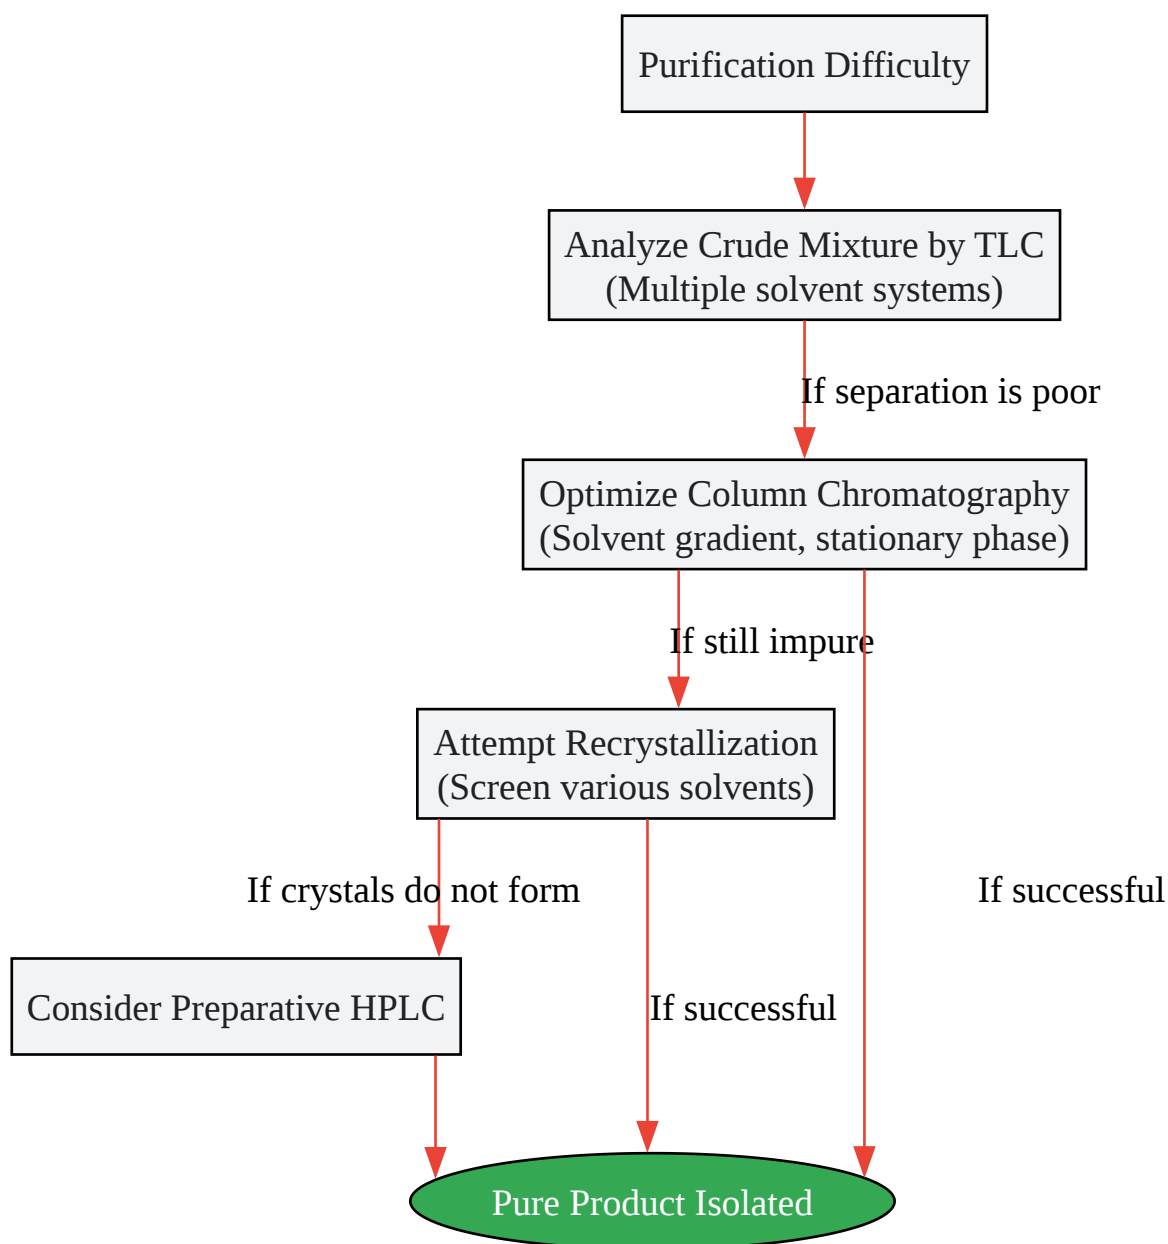 Purification Difficulty
Analyze Crude Mixture by TLC
(Multiple solvent systems)
If separation is poor
Optimize Column Chromatography
(Solvent gradient, stationary phase)
If still impure
Attempt Recrystallization
(Screen various solvents)
If crystals do not form
If successful
Consider Preparative HPLC
If successful
Pure Product Isolated